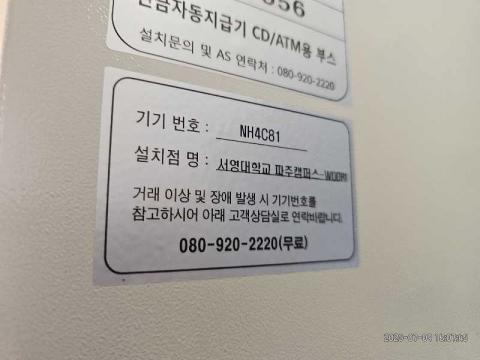 현금자동지급기 CD/ATM용 부스
설치문의 및 AS 연락처 : 080-920-2220
기기 번호 : NH4C81
설치점 명 : 서영대학교 파주캠퍼스-WOORI
거래 이상 및 장애 발생 시 기기번호를
참고하시어 아래 고객상담실로 연락바랍니다.
080-920-2220(무료)